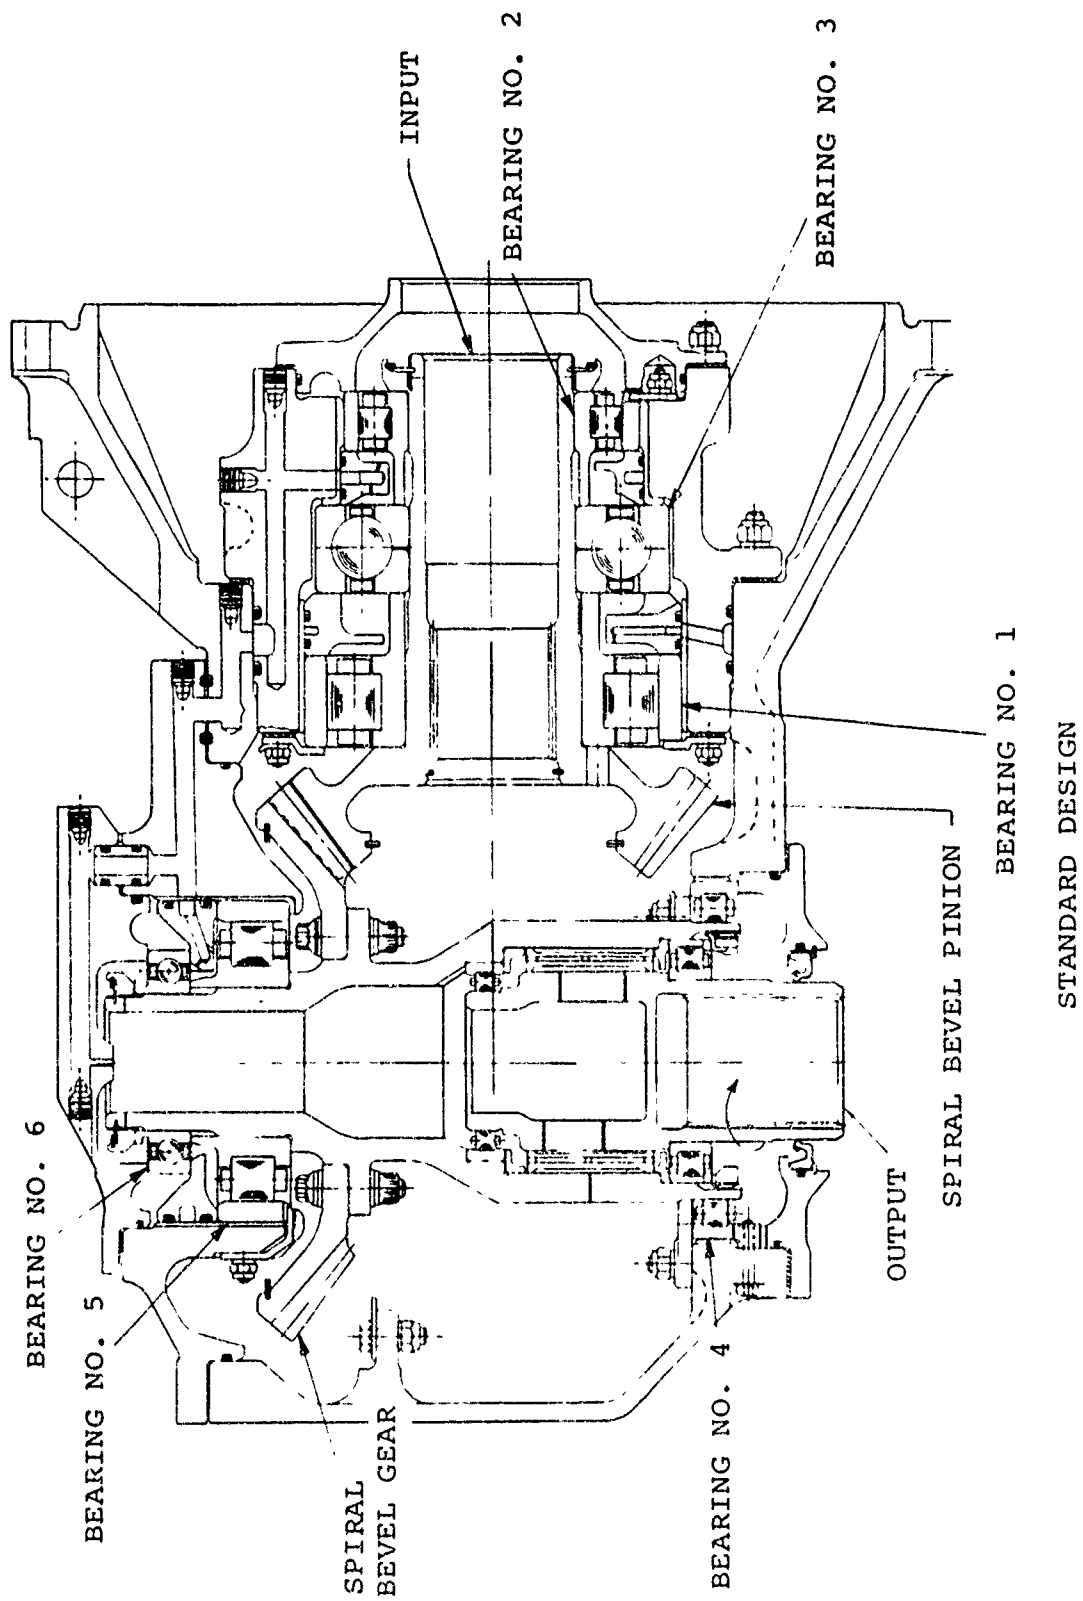 BEARING NO. 6
BEARING NO. 5
SPIRAL
BEVEL GEAR
BEARING NO. 4
OUTPUT
SPIRAL BEVEL PINION
BEARING NO. 1
BEARING NO. 3
BEARING NO. 2
INPUT
STANDARD DESIGN